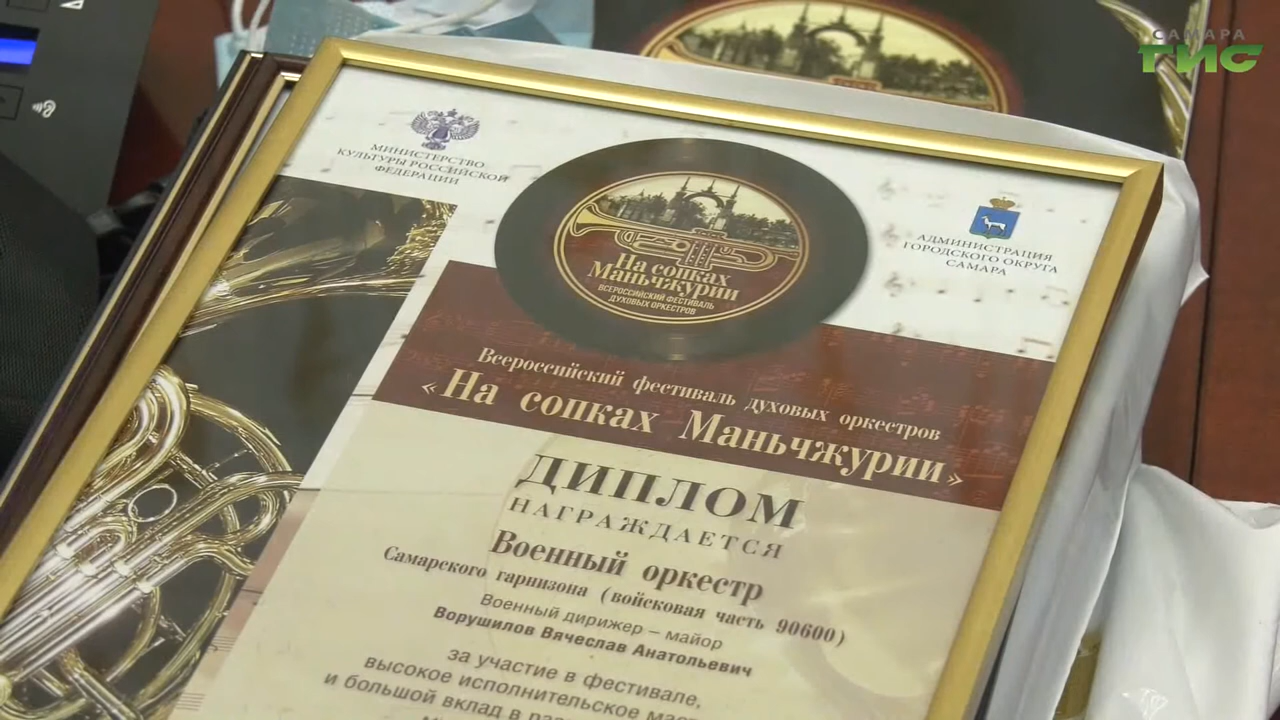 САМАРА
ГИС
МИНИСТЕРСТВО
КУЛЬТУРЫ РОССИЙСКОЙ
ФЕДЕРАЦИИ
АДМИНИСТРАЦИЯ
ГОРОДСКОГО ОКРУГА
САМАРА
На сопках
Маньчжурии
ВСЕРОССИЙСКИЙ ФЕСТИВАЛЬ
ДУХОВЫХ ОРКЕСТРОВ
Всероссийский фестиваль духовых оркестров
«На сопках Маньчжурии»
ДИПЛОМ
НАГРАЖДАЕТСЯ
Военный оркестр
Самарского гарнизона (войсковая часть 90600)
Военный дирижер – майор
Ворушилов Вячеслав Анатольевич
за участие в фестивале,
высокое исполнительское
и большой вклад в